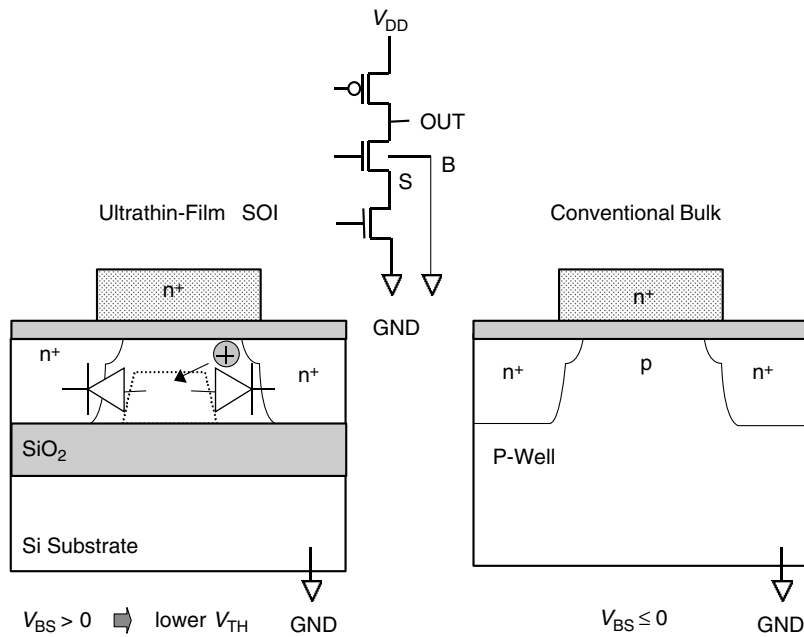 V_DD
OUT
B
S
Ultrathin-Film SOI
Conventional Bulk
GND
n⁺
n⁺
n⁺
n⁺
+
n⁺
p
n⁺
SiO₂
P-Well
Si Substrate
V_BS > 0 ⇨ lower V_TH
GND
V_BS ≤ 0
GND